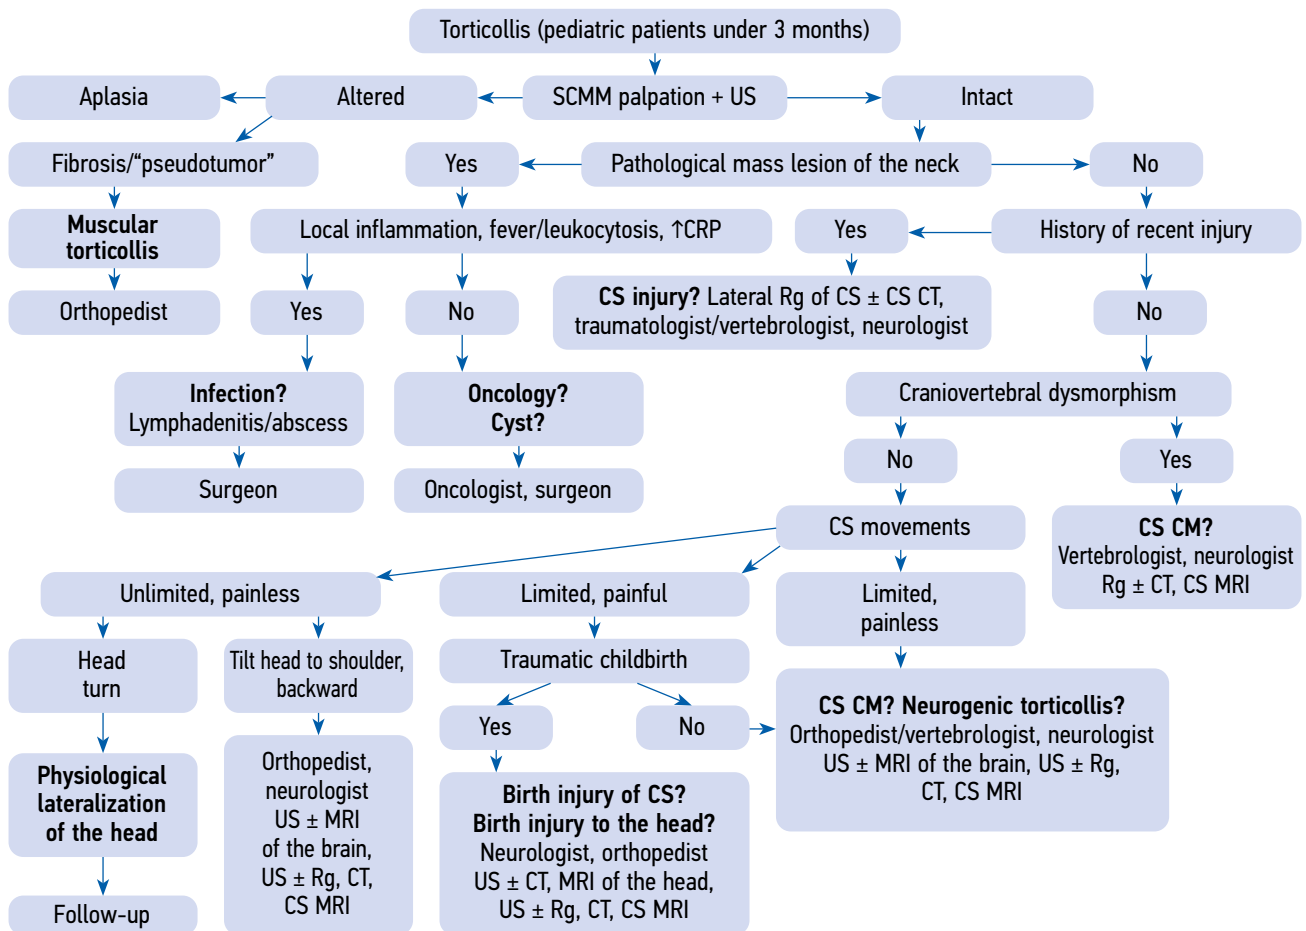 Torticollis (pediatric patients under 3 months)
Aplasia
Altered
SCMM palpation + US
Intact
Fibrosis/“pseudotumor”
Yes
Pathological mass lesion of the neck
No
Muscular
torticollis
Local inflammation, fever/leukocytosis, ↑CRP
Yes
History of recent injury
Orthopedist
Yes
No
CS injury? Lateral Rg of CS ± CS CT,
traumatologist/vertebrologist, neurologist
No
Infection?
Lymphadenitis/abscess
Oncology?
Cyst?
Craniovertebral dysmorphism
Surgeon
Oncologist, surgeon
No
Yes
CS movements
CS CM?
Vertebrologist, neurologist
Rg ± CT, CS MRI
Unlimited, painless
Limited, painful
Limited,
painless
Head
turn
Tilt head to shoulder,
backward
Traumatic childbirth
Yes
No
CS CM? Neurogenic torticollis?
Orthopedist/vertebrologist, neurologist
US ± MRI of the brain, US ± Rg,
CT, CS MRI
Physiological
lateralization
of the head
Orthopedist,
neurologist
US ± MRI
of the brain,
US ± Rg, CT,
CS MRI
Birth injury of CS?
Birth injury to the head?
Neurologist, orthopedist
US ± CT, MRI of the head,
US ± Rg, CT, CS MRI
Follow-up